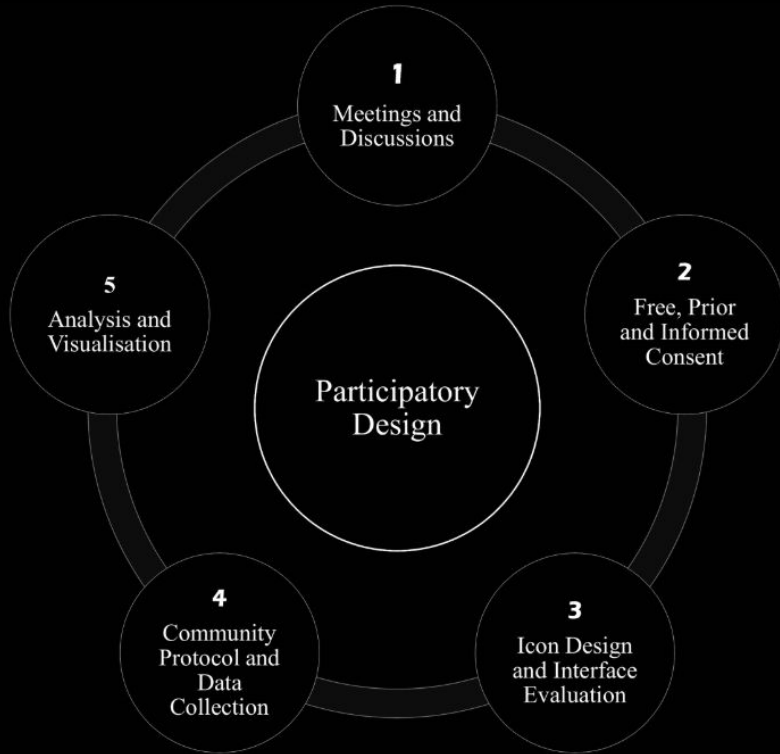 1
Meetings and
Discussions
2
Free, Prior
and Informed
Consent
3
Icon Design
and Interface
Evaluation
4
Community
Protocol and
Data
Collection
5
Analysis and
Visualisation
Participatory
Design